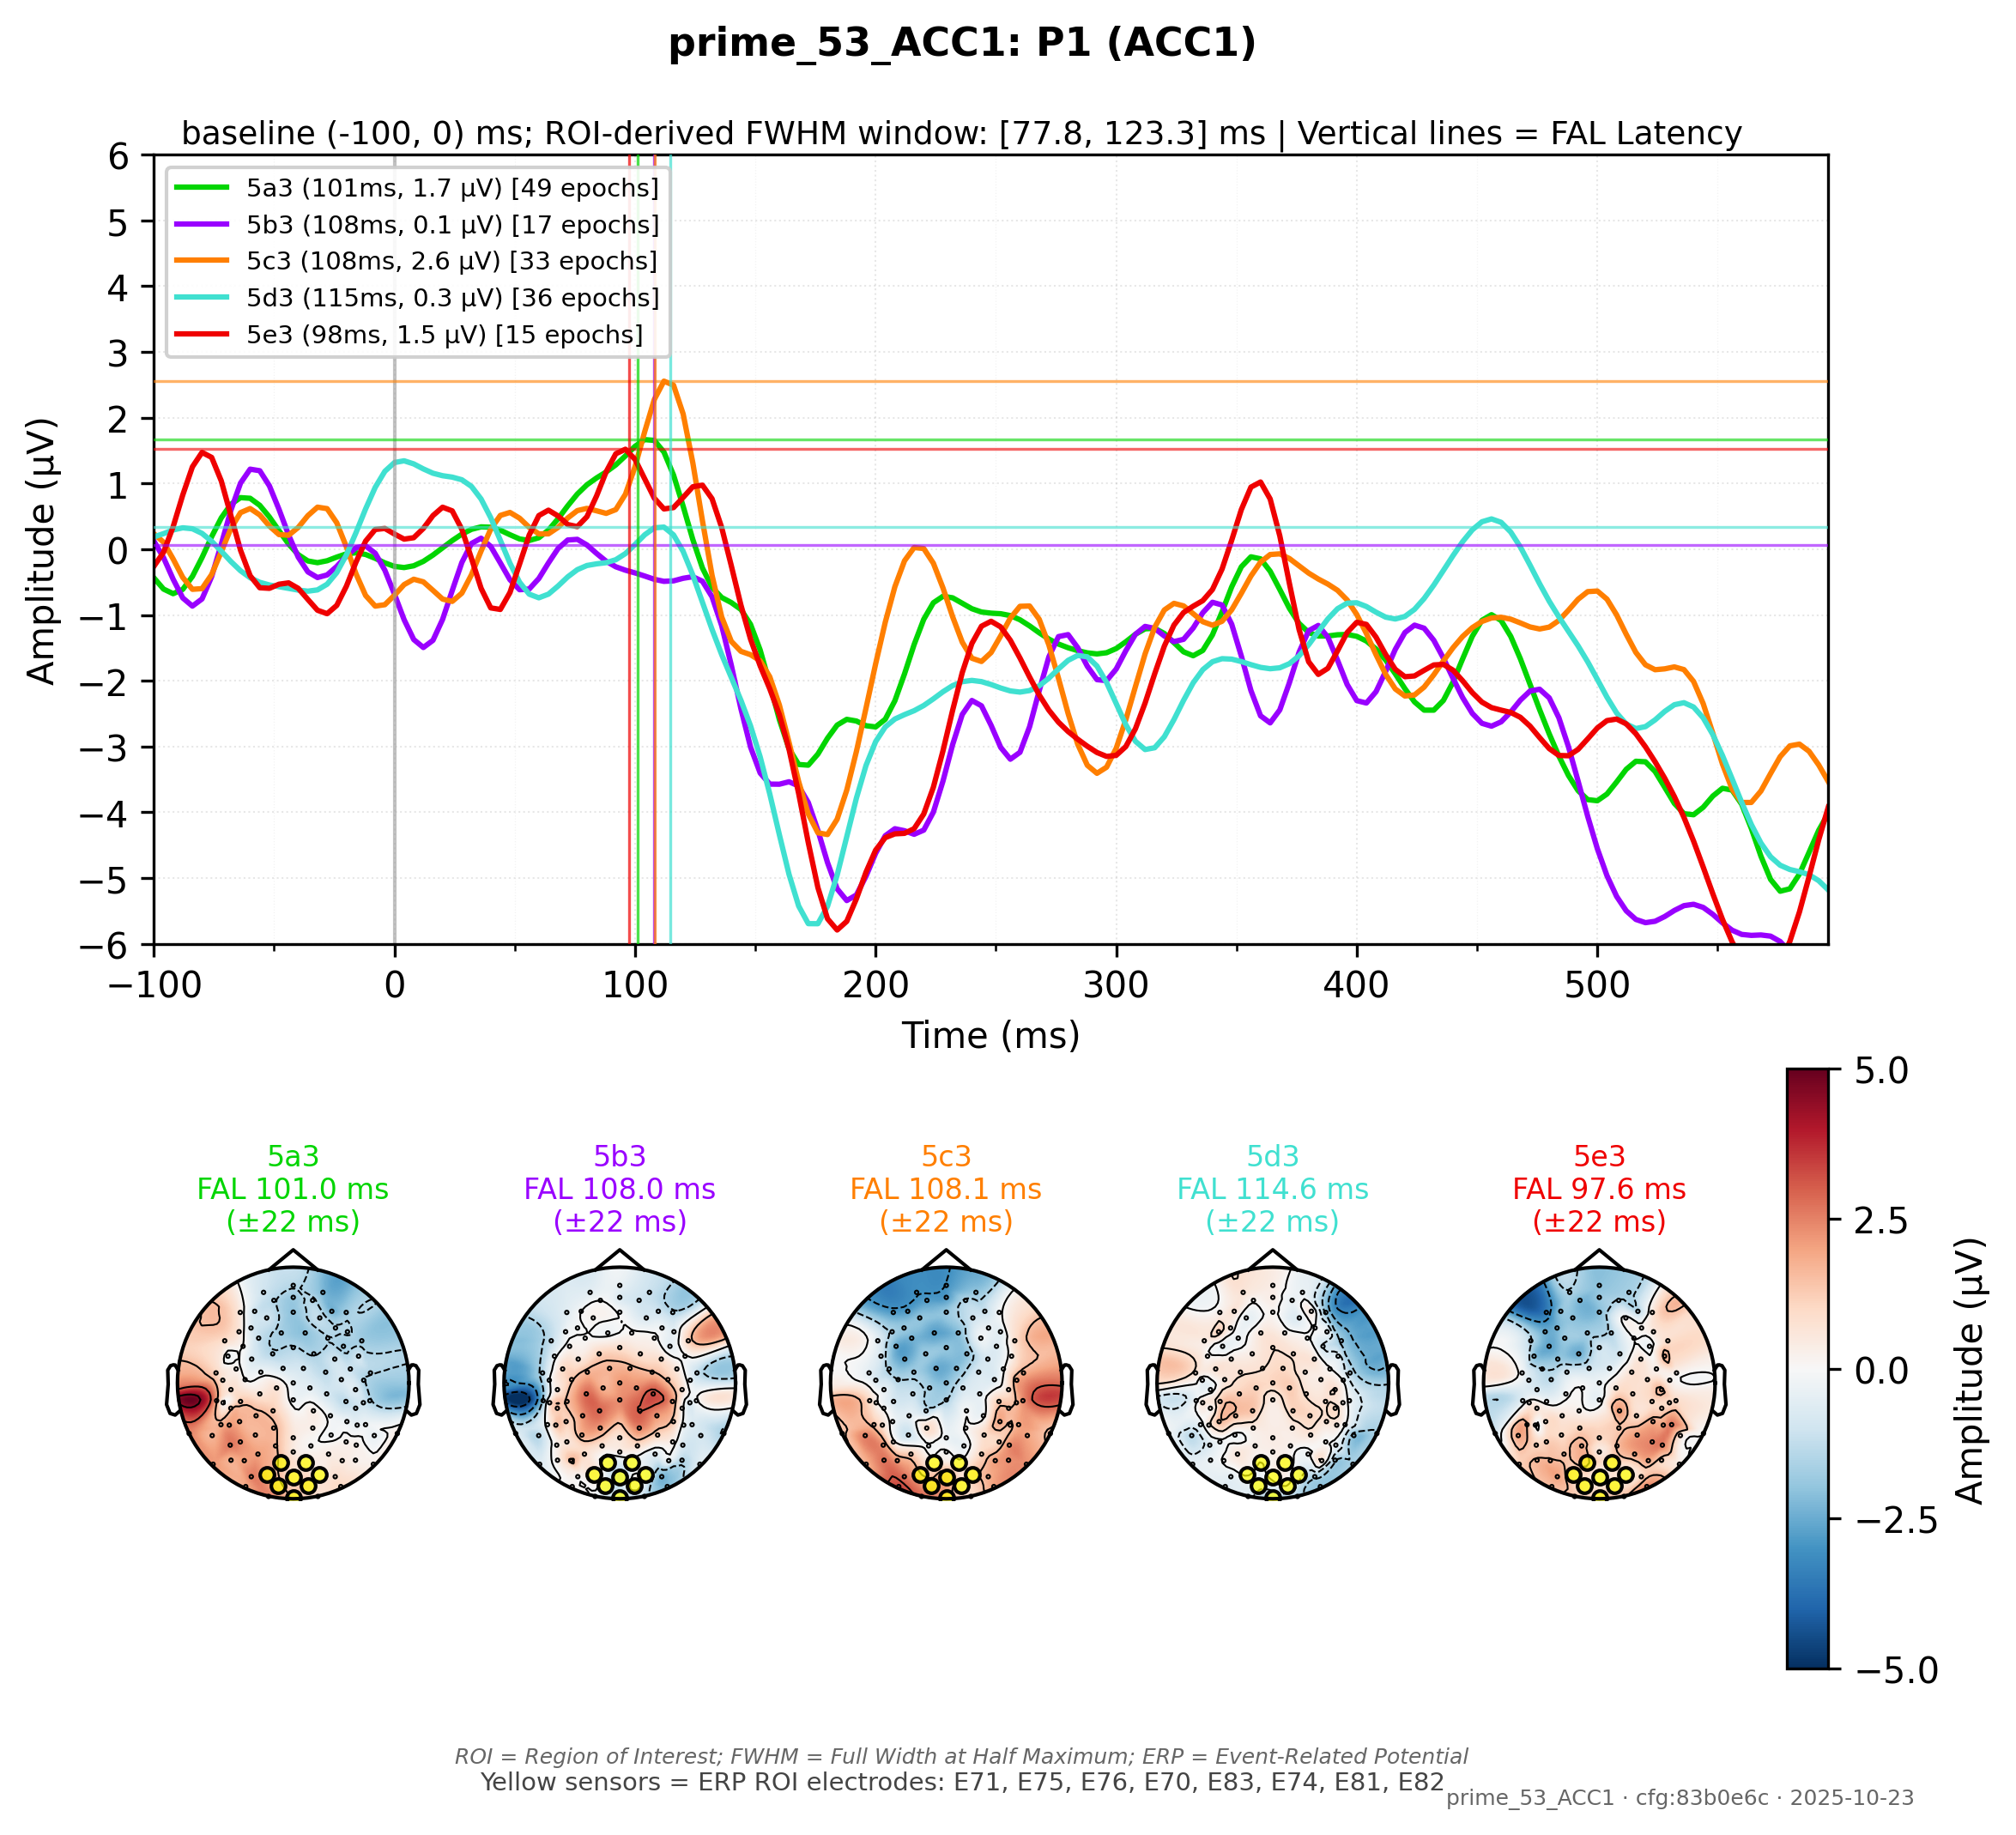 prime_53_ACC1: P1 (ACC1)
baseline (-100, 0) ms; ROI-derived FWHM window: [77.8, 123.3] ms | Vertical lines = FAL Latency
5a3 (101ms, 1.7 µV) [49 epochs]
5b3 (108ms, 0.1 µV) [17 epochs]
5c3 (108ms, 2.6 µV) [33 epochs]
5d3 (115ms, 0.3 µV) [36 epochs]
5e3 (98ms, 1.5 µV) [15 epochs]
6
5
4
3
2
1
0
−1
−2
−3
−4
−5
−6
Amplitude (µV)
−100 0 100 200 300 400 500
Time (ms)
5a3
FAL 101.0 ms
(±22 ms)
5b3
FAL 108.0 ms
(±22 ms)
5c3
FAL 108.1 ms
(±22 ms)
5d3
FAL 114.6 ms
(±22 ms)
5e3
FAL 97.6 ms
(±22 ms)
5.0
2.5
0.0
−2.5
−5.0
Amplitude (µV)
ROI = Region of Interest; FWHM = Full Width at Half Maximum; ERP = Event-Related Potential
Yellow sensors = ERP ROI electrodes: E71, E75, E76, E70, E83, E74, E81, E82
prime_53_ACC1 · cfg:83b0e6c · 2025-10-23